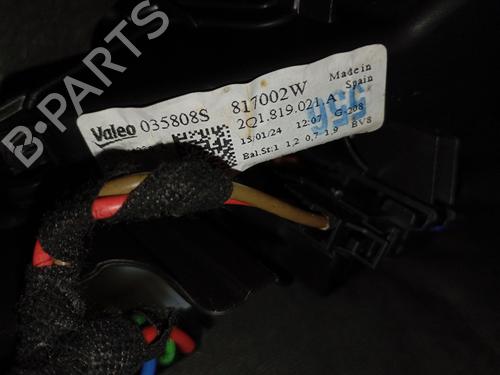 B-PARTS
Valeo 035808S 817002W
2Q1.819.021.A
Made in
Spain
15/01/24 12:07 G-208
Bal.St:1 1,2 0,7 1,9 BV8